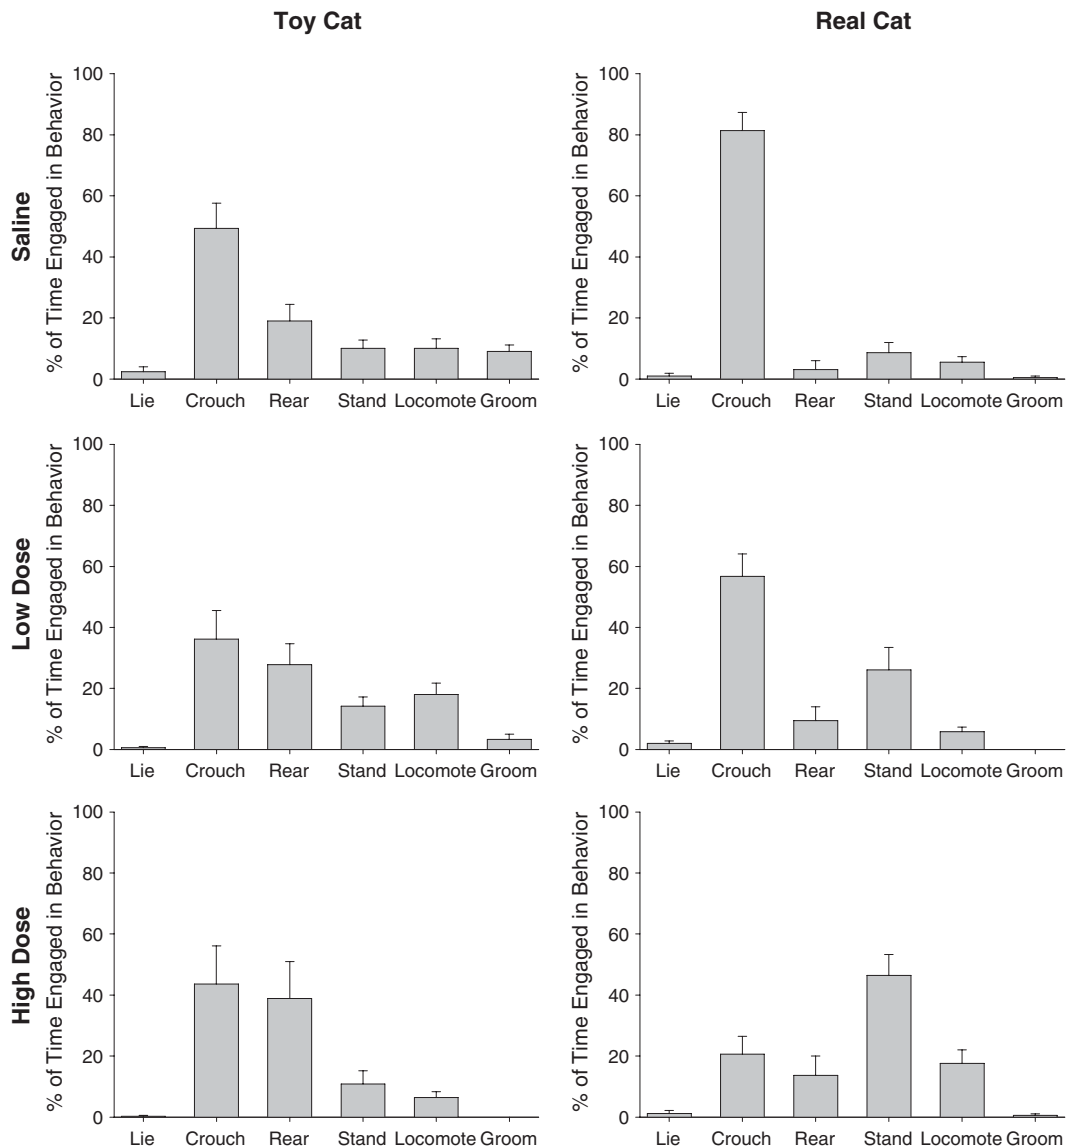 Toy Cat
Real Cat
Saline
% of Time Engaged in Behavior
100
80
60
40
20
0
Lie Crouch Rear Stand Locomote Groom
% of Time Engaged in Behavior
100
80
60
40
20
0
Lie Crouch Rear Stand Locomote Groom
Low Dose
% of Time Engaged in Behavior
100
80
60
40
20
0
Lie Crouch Rear Stand Locomote Groom
% of Time Engaged in Behavior
100
80
60
40
20
0
Lie Crouch Rear Stand Locomote Groom
High Dose
% of Time Engaged in Behavior
100
80
60
40
20
0
Lie Crouch Rear Stand Locomote Groom
% of Time Engaged in Behavior
100
80
60
40
20
0
Lie Crouch Rear Stand Locomote Groom